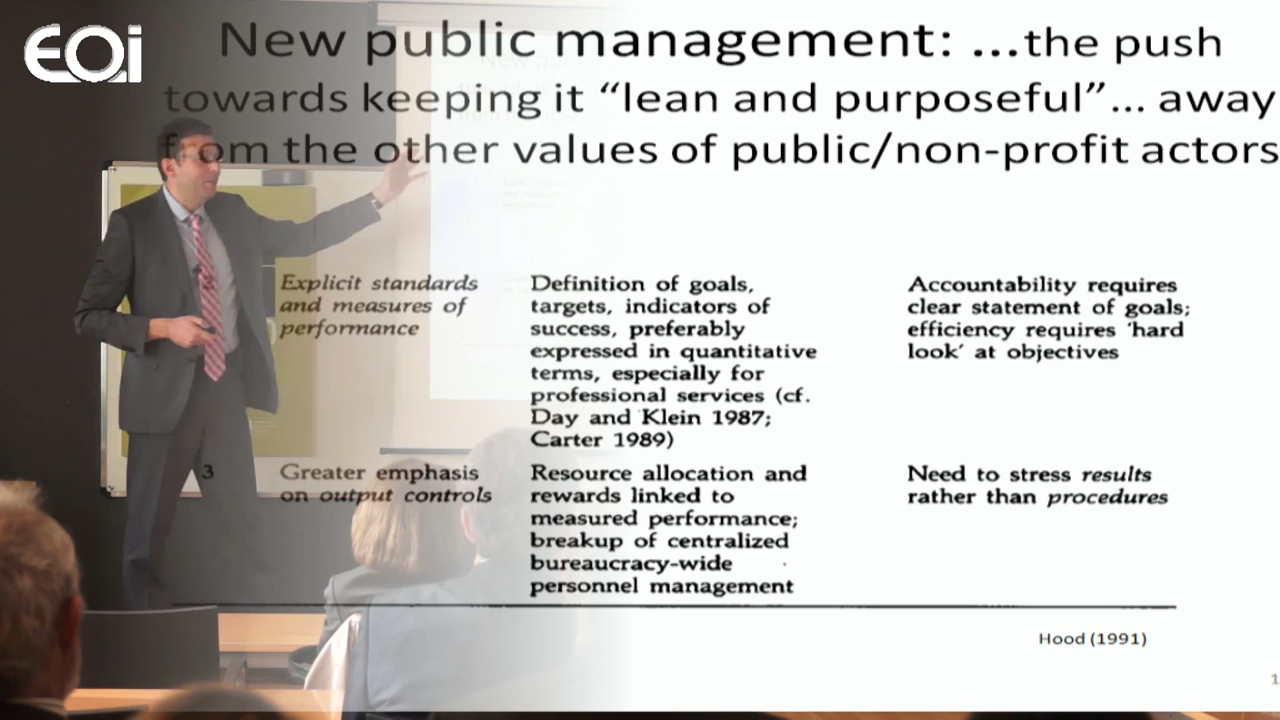 EOi
New public management: ...the push
towards keeping it “lean and purposeful”... away
from the other values of public/non-profit actors
2
Explicit standards
and measures of
performance
Definition of goals,
targets, indicators of
success, preferably
expressed in quantitative
terms, especially for
professional services (cf.
Day and Klein 1987;
Carter 1989)
Accountability requires
clear statement of goals;
efficiency requires ‘hard
look’ at objectives
3
Greater emphasis
on output controls
Resource allocation and
rewards linked to
measured performance;
breakup of centralized
bureaucracy-wide
personnel management
Need to stress results
rather than procedures
Hood (1991)
1